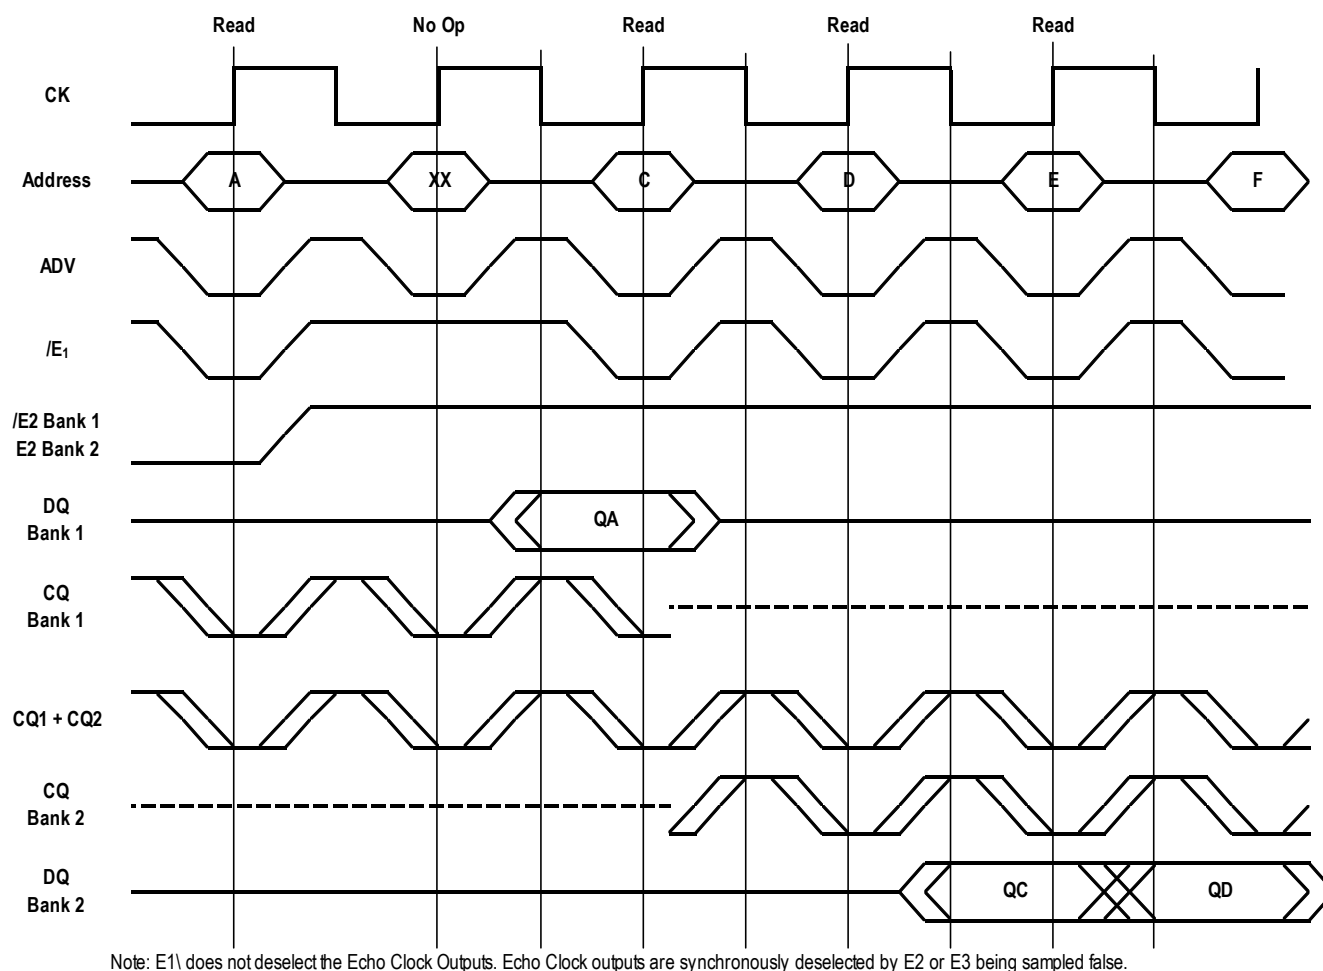 Read No Op Read Read Read
CK
Address A XX C D E F
ADV
/E1
/E2 Bank 1
E2 Bank 2
DQ
Bank 1
QA
CQ
Bank 1
CQ1 + CQ2
CQ
Bank 2
DQ
Bank 2
QC QD
Note: E1\ does not deselect the Echo Clock Outputs. Echo Clock outputs are synchronously deselected by E2 or E3 being sampled false.